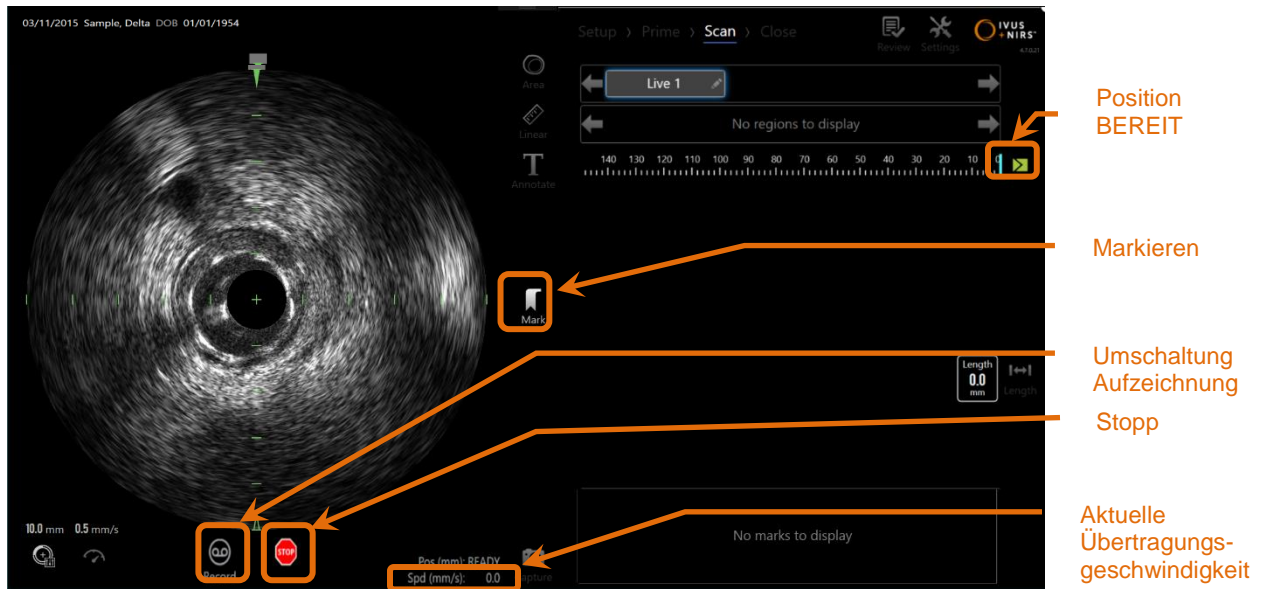 03/11/2015 Sample, Delta DOB 01/01/1954
Setup > Prime > Scan > Close
Review
Settings
IVUS
+NIRS
Area
Linear
Annotate
Live 1
No regions to display
140 130 120 110 100 90 80 70 60 50 40 30 20 10 0
Position
BEREIT
Mark
Markieren
Length
0.0
mm
Length
Umschaltung
Aufzeichnung
Stopp
10.0 mm 0.5 mm/s
Record
STOP
Pos (mm): READY
Spd (mm/s): 0.0
No marks to display
Aktuelle
Übertragungs-
geschwindigkeit